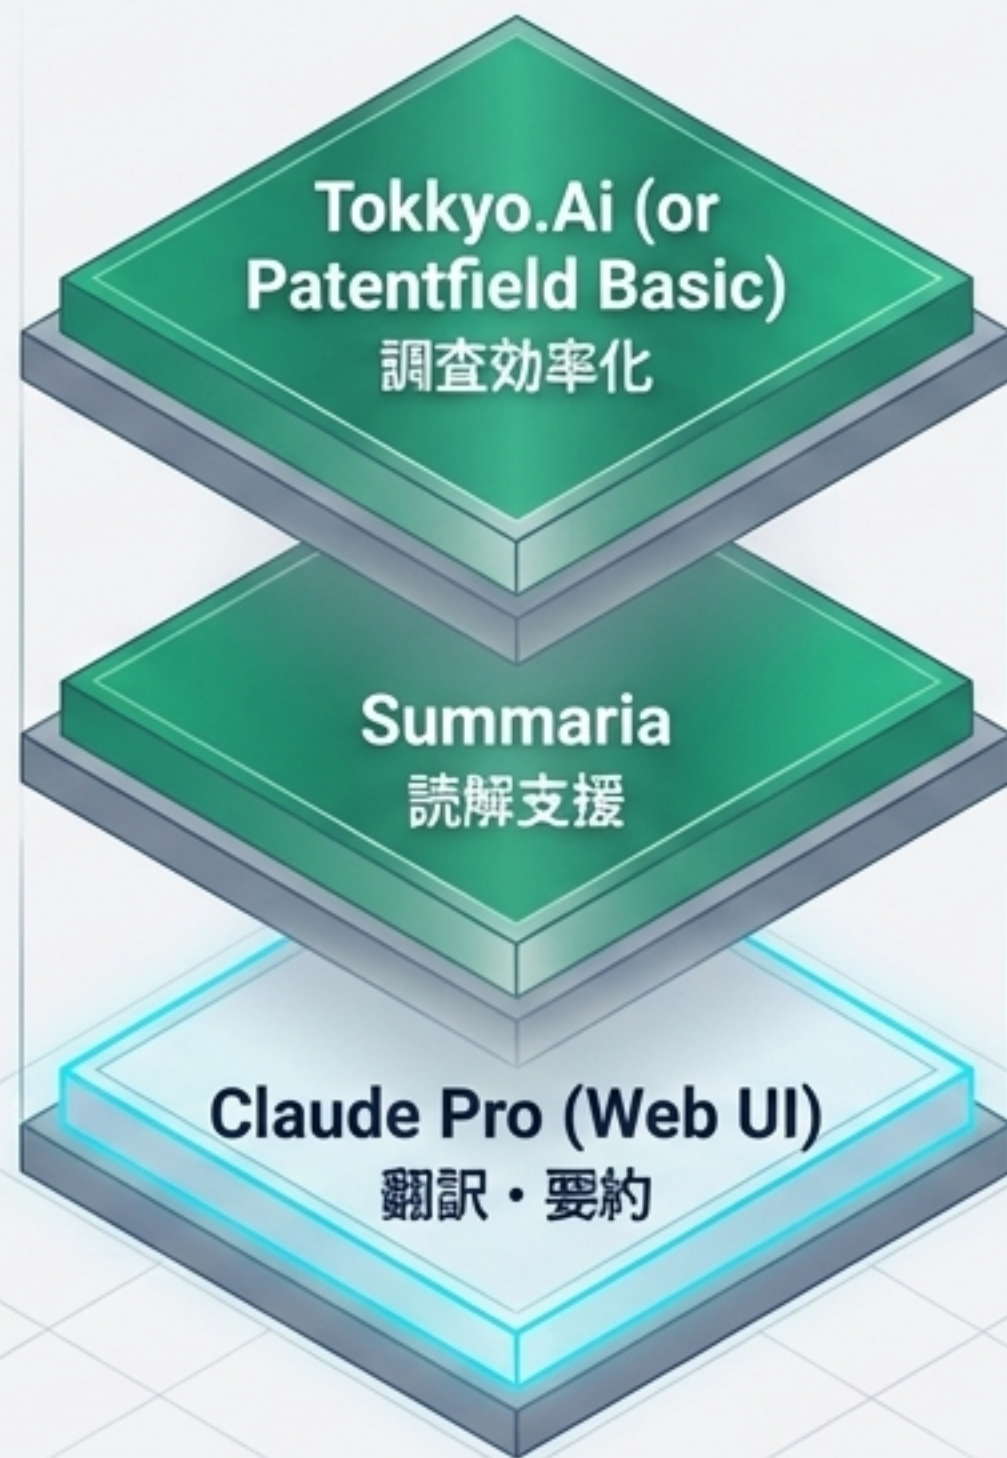 Tokkyo.Ai (or
Patentfield Basic)
調査効率化
Summaria
読解支援
Claude Pro (Web UI)
翻訳・要約